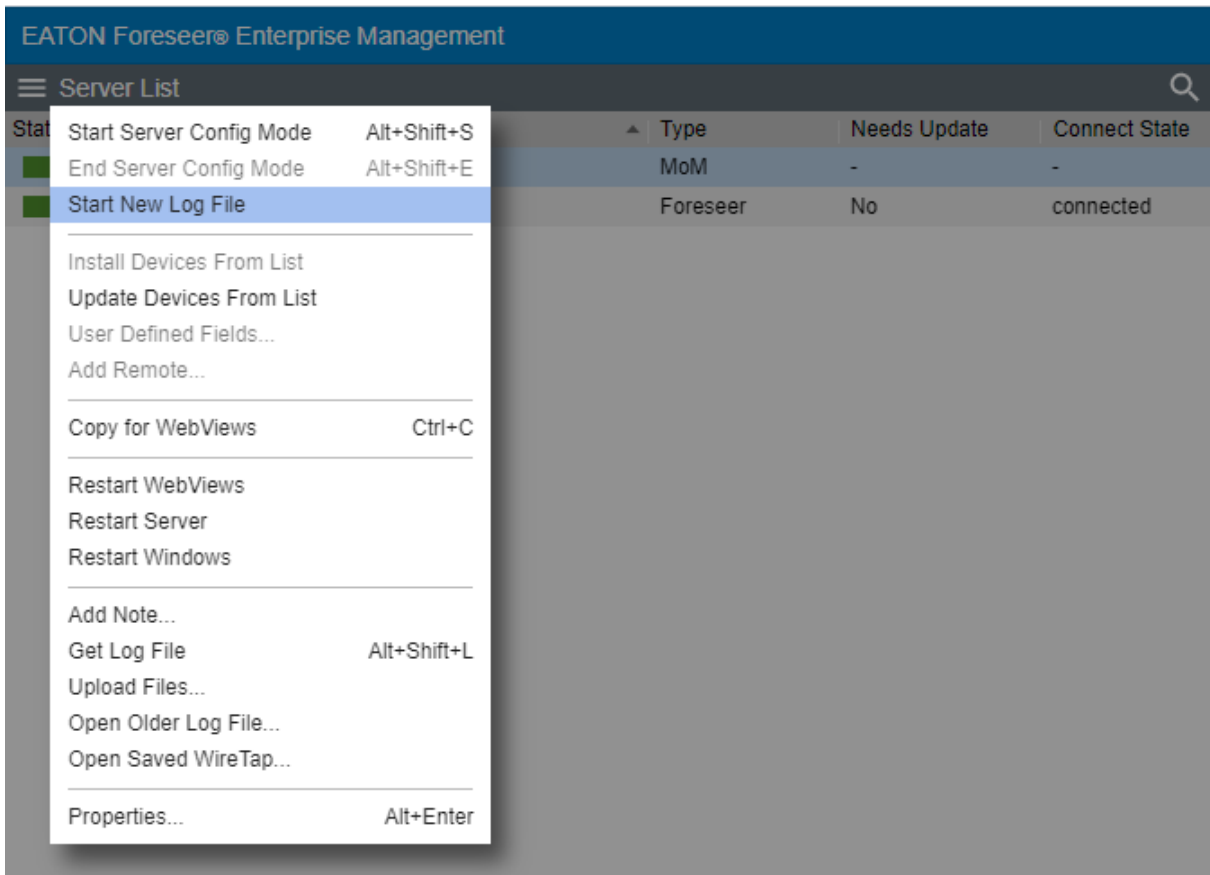 EATON Foreseer® Enterprise Management
Server List
Stat Type Needs Update Connect State
MoM - -
Foreseer No connected
Start Server Config Mode Alt+Shift+S
End Server Config Mode Alt+Shift+E
Start New Log File
Install Devices From List
Update Devices From List
User Defined Fields...
Add Remote...
Copy for WebViews Ctrl+C
Restart WebViews
Restart Server
Restart Windows
Add Note...
Get Log File Alt+Shift+L
Upload Files...
Open Older Log File...
Open Saved WireTap...
Properties... Alt+Enter